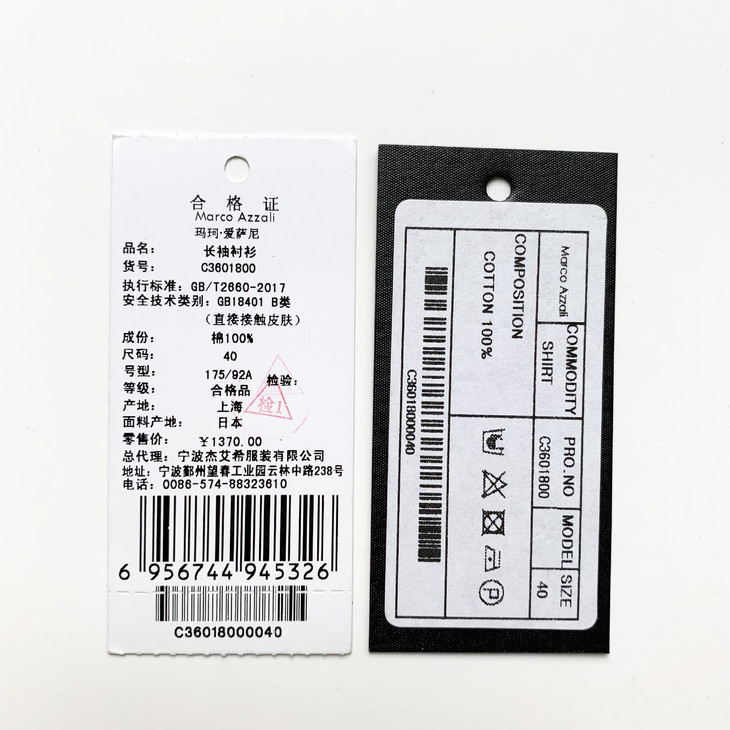 合格证
Marco Azzali
玛珂·爱萨尼
品名: 长袖衬衫
货号: C3601800
执行标准: GB/T2660-2017
安全技术类别: GB18401 B类
(直接接触皮肤)
成份: 棉100%
尺码: 40
号型: 175/92A
检验:
检1
等级: 合格品
产地: 上海
面料产地: 日本
零售价: ￥1370.00
总代理: 宁波杰艾希服装有限公司
地址: 宁波鄞州望春工业园云林中路238号
电话: 0086-574-88323610
6 956744 945326
C36018000040
Marco Azzali
COMMODITY
SHIRT
PRO.NO
C3601800
MODEL SIZE
40
COMPOSITION
COTTON 100%
P
C36018000040